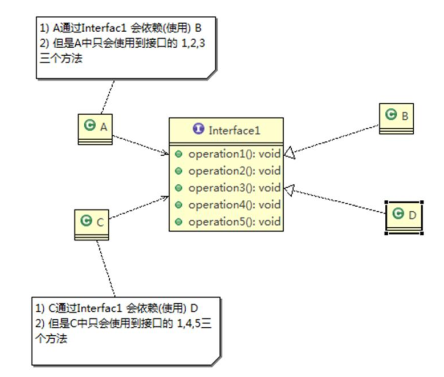 1) A通过Interfac1 会依赖(使用) B
2) 但是A中只会使用到接口的 1,2,3
三个方法
C A
I Interface1
operation1(): void
operation2(): void
operation3(): void
operation4(): void
operation5(): void
C B
C C
C D
1) C通过Interfac1 会依赖(使用) D
2) 但是C中只会使用到接口的 1,4,5三
个方法